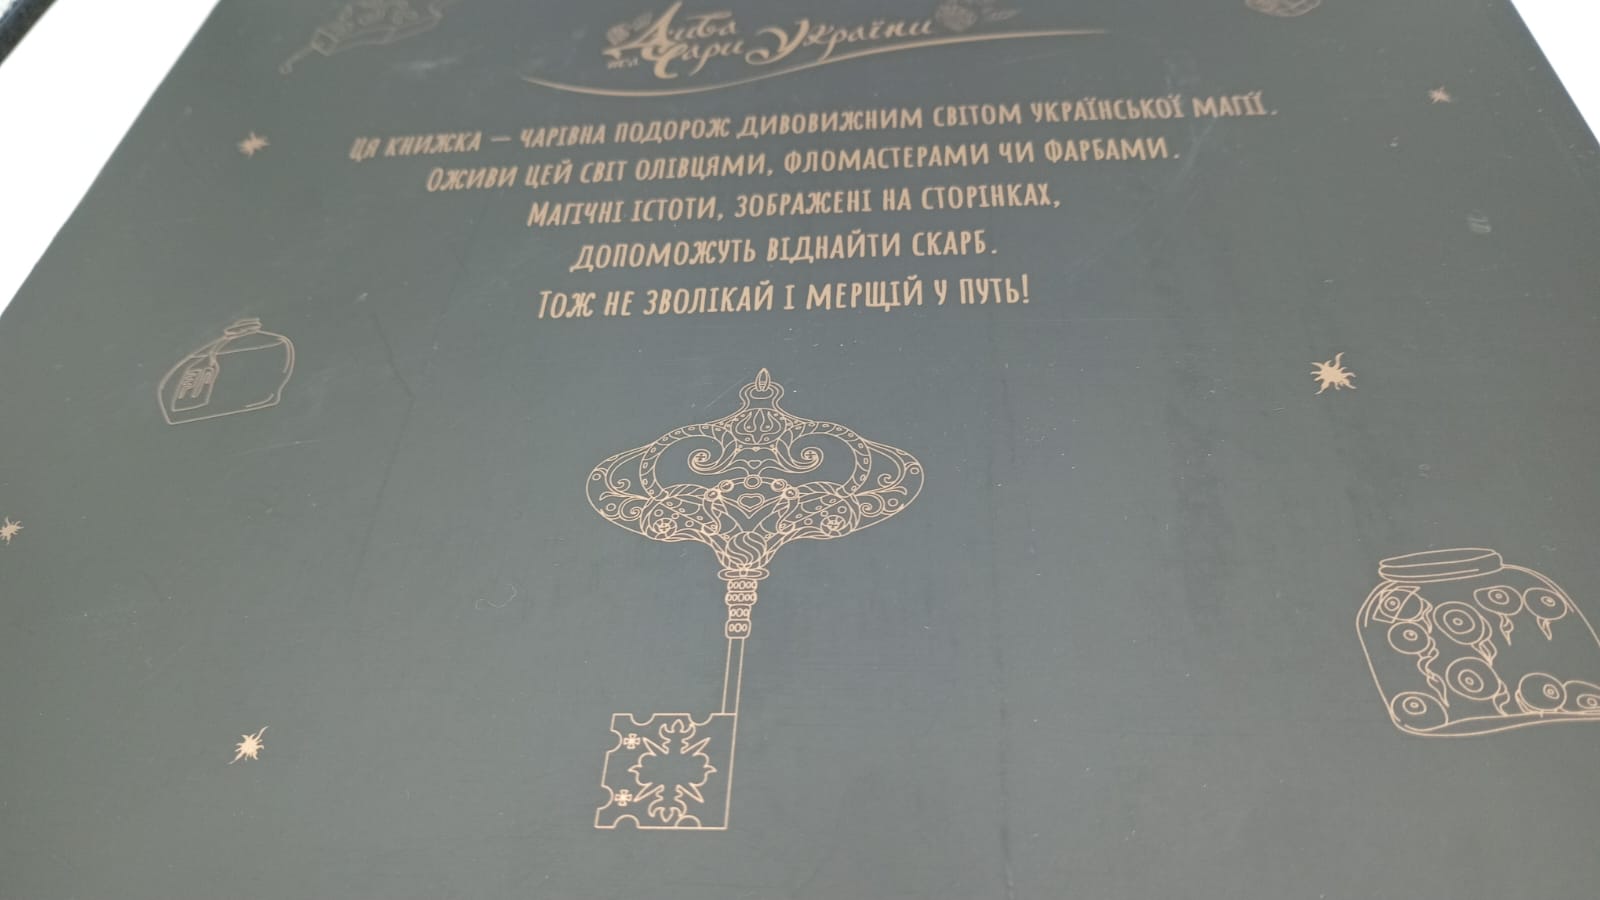 Дива
та Чари України
ЦЯ КНИЖКА — ЧАРІВНА ПОДОРОЖ ДИВОВИЖНИМ СВІТОМ УКРАЇНСЬКОЇ МАГІЇ.
ОЖИВИ ЦЕЙ СВІТ ОЛІВЦЯМИ, ФЛОМАСТЕРАМИ ЧИ ФАРБАМИ.
МАГІЧНІ ІСТОТИ, ЗОБРАЖЕНІ НА СТОРІНКАХ,
ДОПОМОЖУТЬ ВІДНАЙТИ СКАРБ.
ТОЖ НЕ ЗВОЛІКАЙ І МЕРЩІЙ У ПУТЬ!